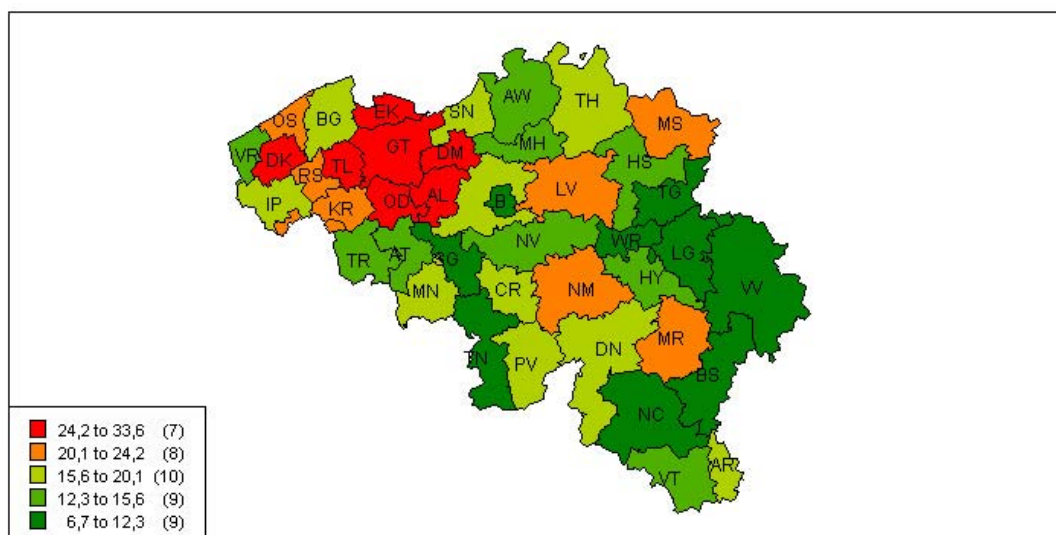 AW
TH
EK
SN
OS
BG
MS
GT
VR
MH
DK
TL
DM
HS
RS
TG
IP
KR
OD
AL
B
LV
NV
WR
TR
AT
SG
LG
HY
MN
CR
NM
VV
MR
TN
PV
DN
BS
NC
VT
AR
24,2 to 33,6 (7)
20,1 to 24,2 (8)
15,6 to 20,1 (10)
12,3 to 15,6 (9)
6,7 to 12,3 (9)